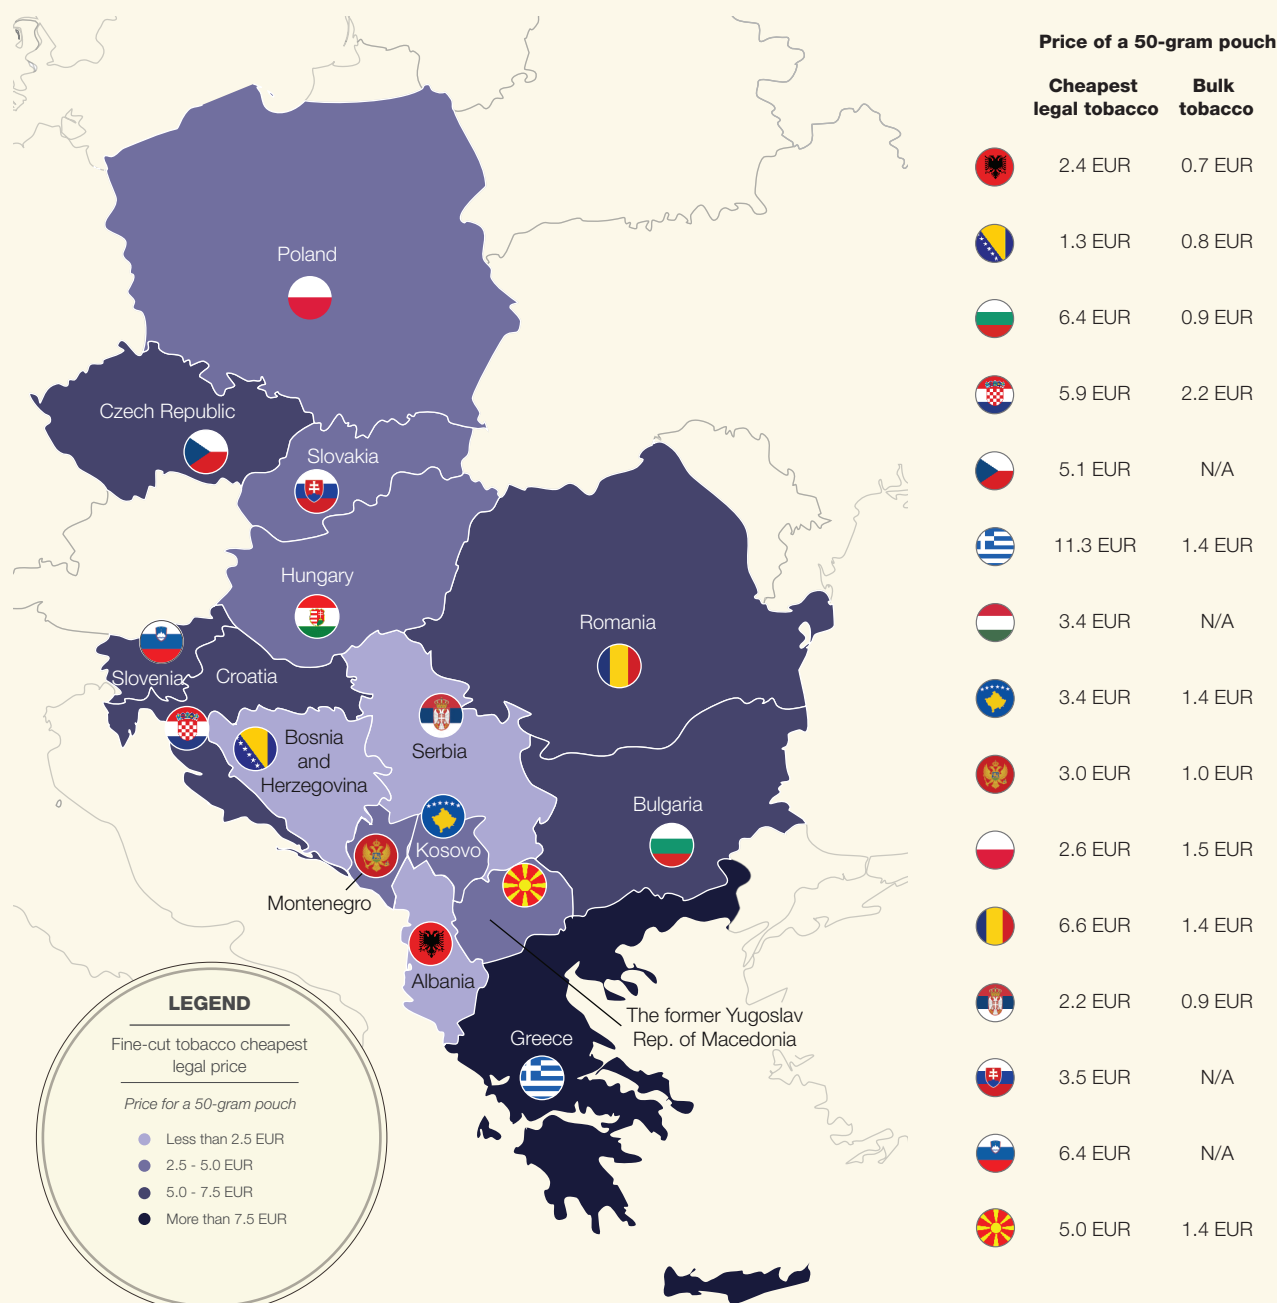 Price of a 50-gram pouch
Cheapest
legal tobacco
Bulk
tobacco
2.4 EUR 0.7 EUR
1.3 EUR 0.8 EUR
6.4 EUR 0.9 EUR
5.9 EUR 2.2 EUR
5.1 EUR N/A
11.3 EUR 1.4 EUR
3.4 EUR N/A
3.4 EUR 1.4 EUR
3.0 EUR 1.0 EUR
2.6 EUR 1.5 EUR
6.6 EUR 1.4 EUR
2.2 EUR 0.9 EUR
3.5 EUR N/A
6.4 EUR N/A
5.0 EUR 1.4 EUR
Poland
Czech Republic
Slovakia
Hungary
Romania
Slovenia
Croatia
Bosnia
and
Herzegovina
Serbia
Bulgaria
Kosovo
Montenegro
Albania
The former Yugoslav
Rep. of Macedonia
Greece
LEGEND
Fine-cut tobacco cheapest
legal price
Price for a 50-gram pouch
Less than 2.5 EUR
2.5 - 5.0 EUR
5.0 - 7.5 EUR
More than 7.5 EUR